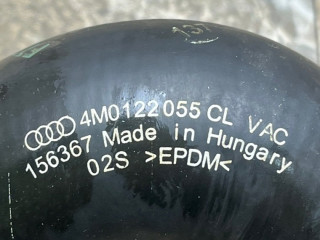 4M0122055 CL VAC
156367 Made in Hungary
02S >EPDM<